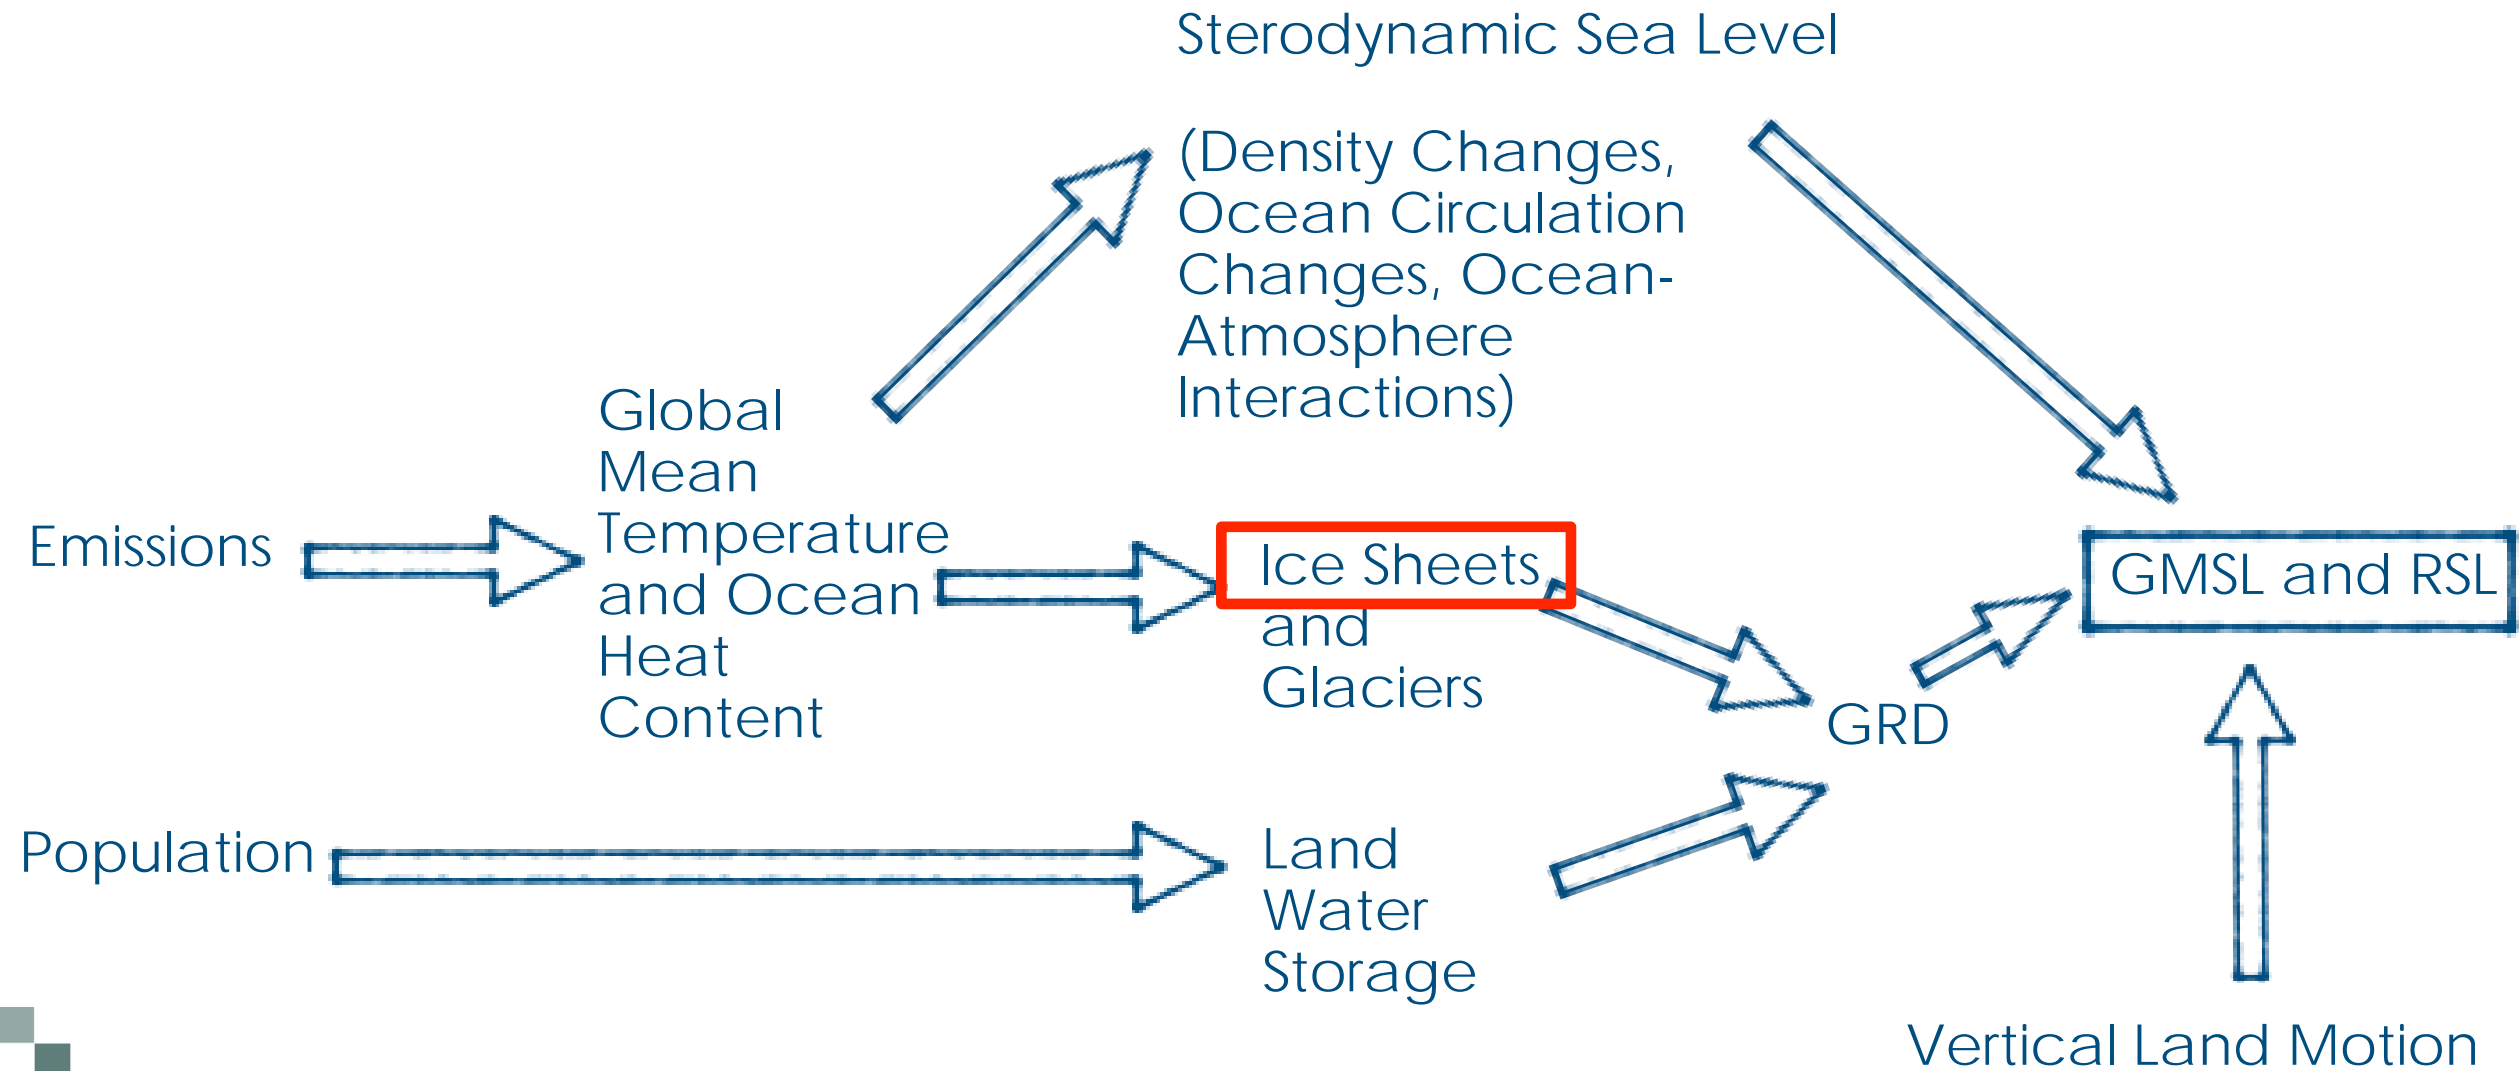 Sterodynamic Sea Level
(Density Changes,
Ocean Circulation
Changes, Ocean-
Atmosphere
Interactions)
Global
Mean
Temperature
and Ocean
Heat
Content
Emissions
Ice Sheets
and
Glaciers
GMSL and RSL
GRD
Population
Land
Water
Storage
Vertical Land Motion